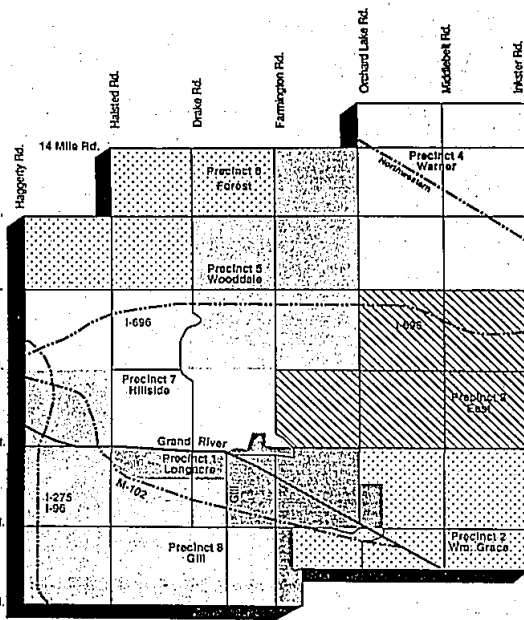 Haggerty Rd.
Halsted Rd.
Drake Rd.
Farmington Rd.
Orchard Lake Rd.
Middlebelt Rd.
Inkster Rd.
14 Mile Rd.
Precinct 4
Warner
Northwestern
Precinct 6
Forest
Precinct 5
Wooddale
I-696
I-696
Precinct 7
Hillside
Precinct 3
East
Grand River
Precinct 1
Longacre
Gill
M-102
I-275
I-96
Precinct 8
Gill
Precinct 2
Wm. Grace